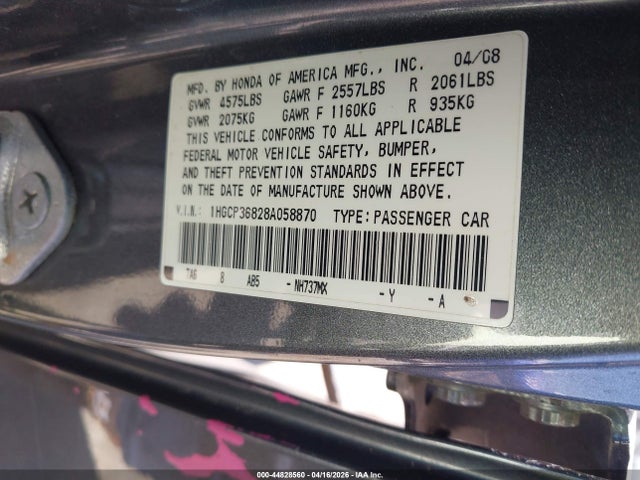 MFD. BY HONDA OF AMERICA MFG., INC. 04/08
GVWR 4575LBS GAWR F 2557LBS R 2061LBS
GVWR 2075KG GAWR F 1160KG R 935KG
THIS VEHICLE CONFORMS TO ALL APPLICABLE
FEDERAL MOTOR VEHICLE SAFETY, BUMPER,
AND THEFT PREVENTION STANDARDS IN EFFECT
ON THE DATE OF MANUFACTURE SHOWN ABOVE.
V.I.N.: 1HGCP36828A058870 TYPE: PASSENGER CAR
TA6 8 AB5 -NH737MX -Y -A
000-44828560 - 04/16/2026 - IAA Inc.